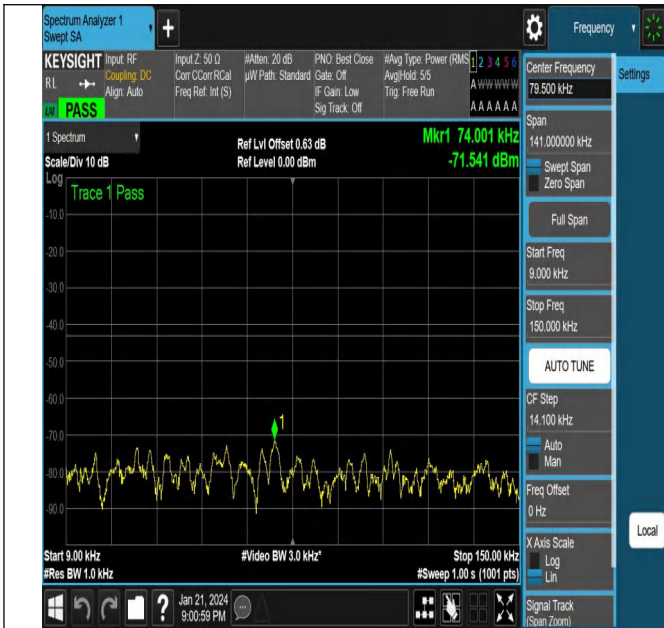 Spectrum Analyzer 1
Swept SA
+
Frequency
KEYSIGHT
RL
LXI
PASS
Input: RF
Coupling: DC
Align: Auto
Input Z: 50 Ω
Corr CCorr RCal
Freq Ref: Int (S)
#Atten: 20 dB
µW Path: Standard
PNO: Best Close
Gate: Off
IF Gain: Low
Sig Track: Off
#Avg Type: Power (RMS
Avg|Hold: 5/5
Trig: Free Run
1 2 3 4 5 6
A W W W W W
A A A A A A
1 Spectrum
Scale/Div 10 dB
Ref Lvl Offset 0.63 dB
Ref Level 0.00 dBm
Mkr1 74.001 kHz
-71.541 dBm
Log
Trace 1 Pass
-10.0
-20.0
-30.0
-40.0
-50.0
-60.0
-70.0
-80.0
-90.0
1
Start 9.00 kHz
#Res BW 1.0 kHz
#Video BW 3.0 kHz*
Stop 150.00 kHz
#Sweep 1.00 s (1001 pts)
Center Frequency
79.500 kHz
Settings
Span
141.000000 kHz
Swept Span
Zero Span
Full Span
Start Freq
9.000 kHz
Stop Freq
150.000 kHz
AUTO TUNE
CF Step
14.100 kHz
Auto
Man
Freq Offset
0 Hz
X Axis Scale
Log
Lin
Signal Track
(Span Zoom)
Local
?
Jan 21, 2024
9:00:59 PM